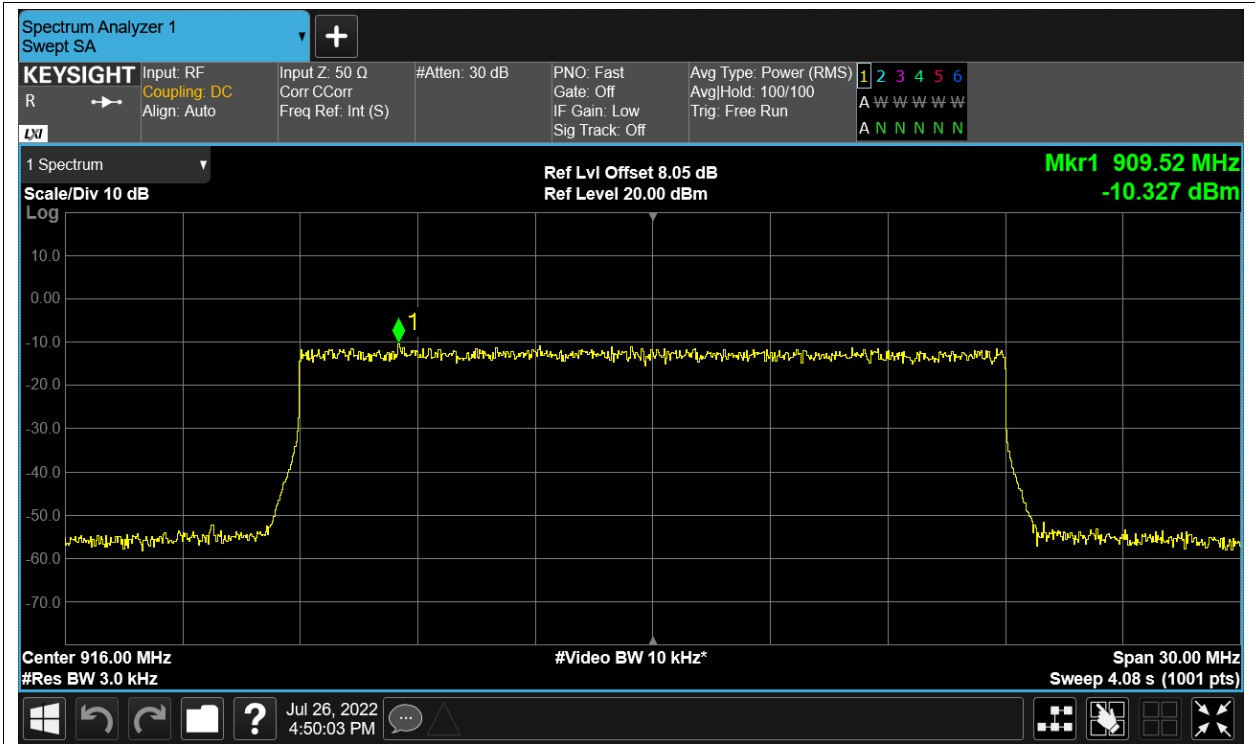 Spectrum Analyzer 1
Swept SA
KEYSIGHT
R
LXI
Input: RF
Coupling: DC
Align: Auto
Input Z: 50 Ω
Corr CCorr
Freq Ref: Int (S)
#Atten: 30 dB
PNO: Fast
Gate: Off
IF Gain: Low
Sig Track: Off
Avg Type: Power (RMS)
Avg|Hold: 100/100
Trig: Free Run
1 2 3 4 5 6
A W W W W W
A N N N N N
1 Spectrum
Scale/Div 10 dB
Log
Ref Lvl Offset 8.05 dB
Ref Level 20.00 dBm
Mkr1 909.52 MHz
-10.327 dBm
10.0
0.00
1
-10.0
-20.0
-30.0
-40.0
-50.0
-60.0
-70.0
Center 916.00 MHz
#Res BW 3.0 kHz
#Video BW 10 kHz*
Span 30.00 MHz
Sweep 4.08 s (1001 pts)
?
Jul 26, 2022
4:50:03 PM